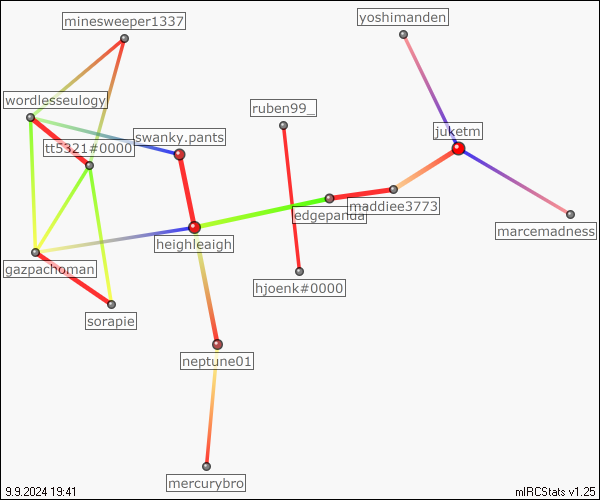 minesweeper1337
yoshimanden
wordlesseulogy
ruben99_
swanky.pants
juketm
tt5321#0000
maddiee3773
edgepanda
marcemadness
heighleaigh
gazpachoman
hjoenk#0000
sorapie
neptune01
mercurybro
9.9.2024 19:41
mIRCStats v1.25